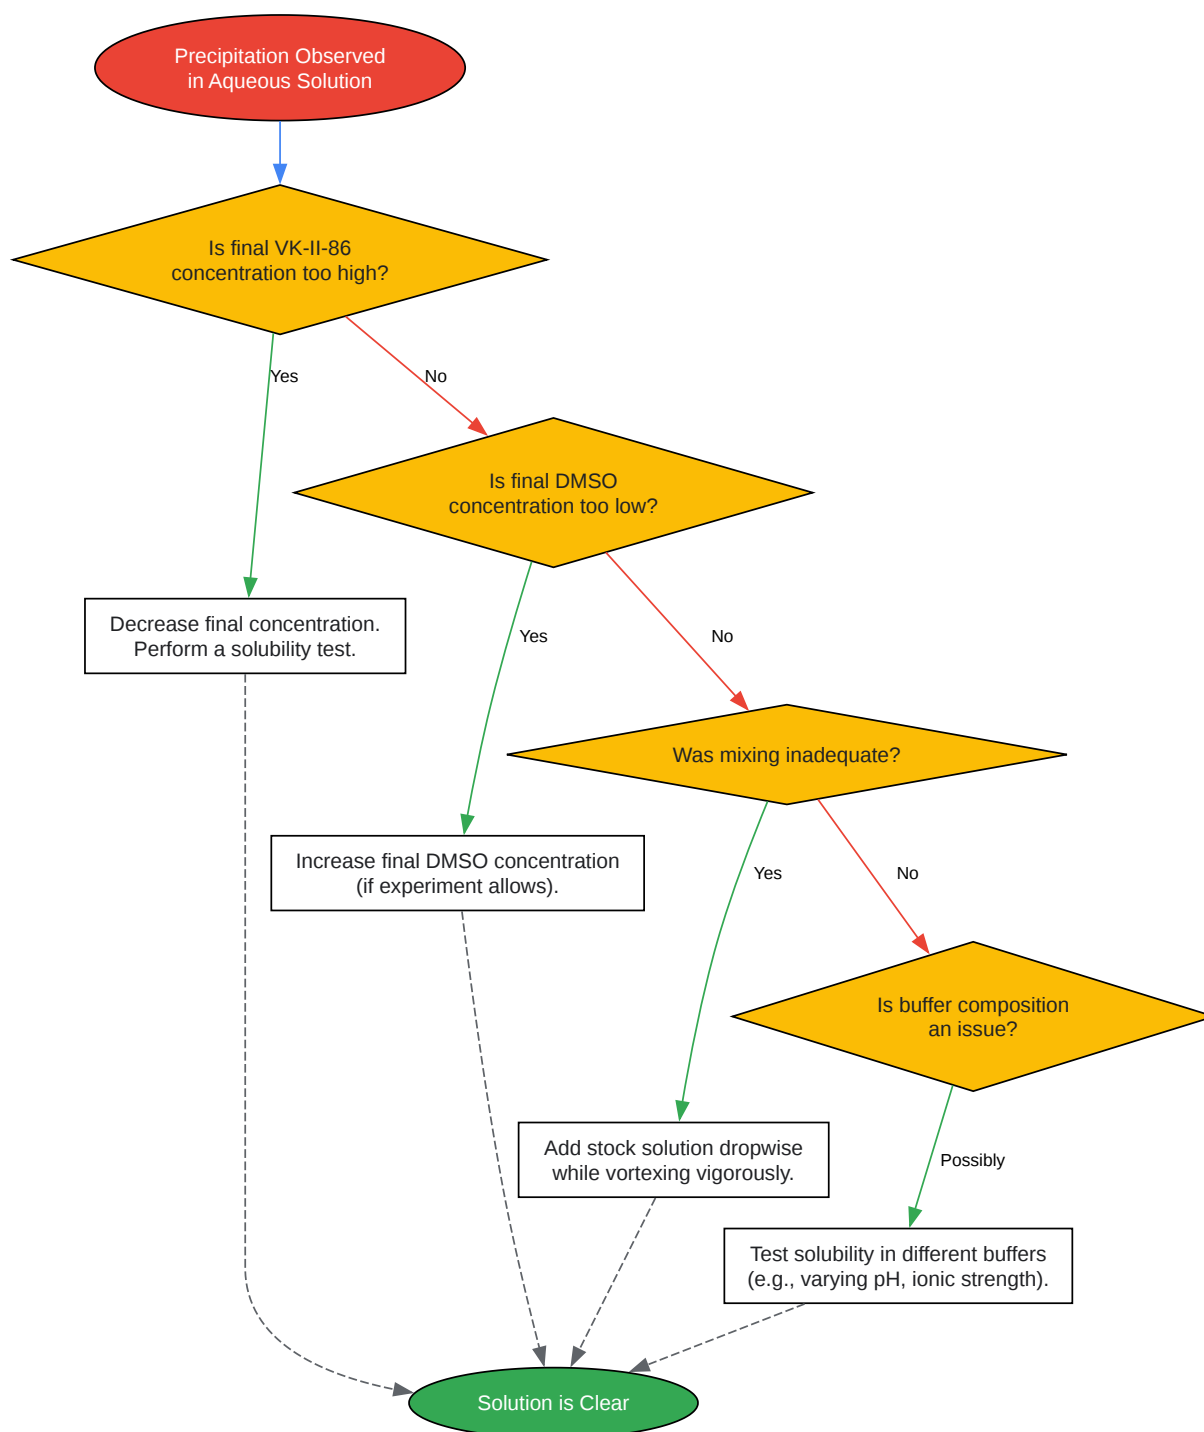 Precipitation Observed
in Aqueous Solution
Is final VK-II-86
concentration too high?
Yes
No
Is final DMSO
concentration too low?
Decrease final concentration.
Perform a solubility test.
Yes
No
Was mixing inadequate?
Increase final DMSO concentration
(if experiment allows).
Yes
No
Is buffer composition
an issue?
Add stock solution dropwise
while vortexing vigorously.
Possibly
Test solubility in different buffers
(e.g., varying pH, ionic strength).
Solution is Clear